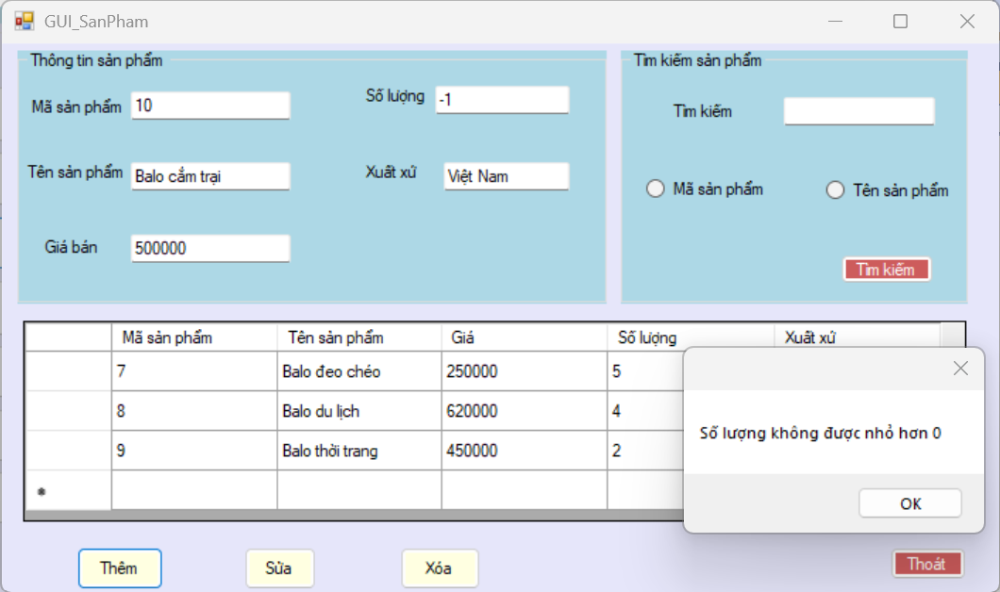 GUI_SanPham
Thông tin sản phẩm
Mã sản phẩm 10
Số lượng -1
Tên sản phẩm Balo cắm trại
Xuất xứ Việt Nam
Giá bán 500000
Tìm kiếm sản phẩm
Tìm kiếm
Mã sản phẩm Tên sản phẩm
Tìm kiếm
Mã sản phẩm Tên sản phẩm Giá Số lượng Xuất xứ
7 Balo đeo chéo 250000 5
8 Balo du lịch 620000 4
9 Balo thời trang 450000 2
*
Số lượng không được nhỏ hơn 0
OK
Thêm Sửa Xóa Thoát